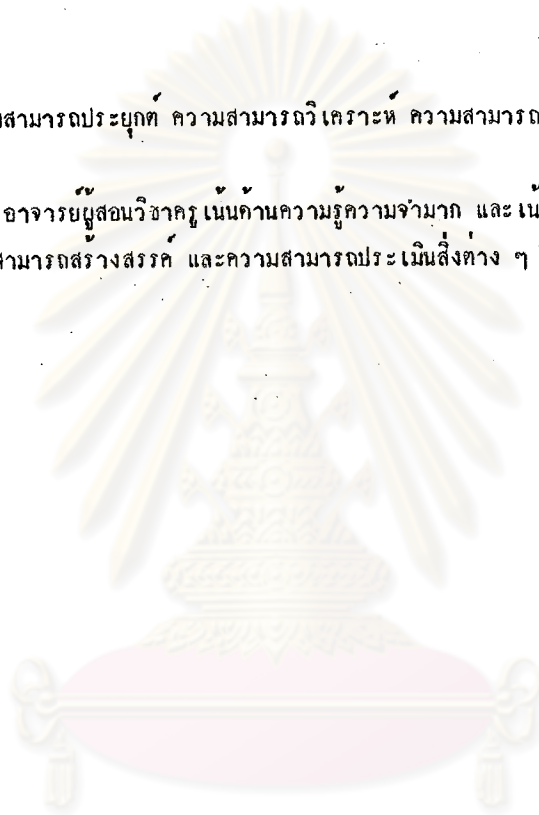 สามารถประยุกต์ ความสามารถวิเคราะห์ ความสามารถ
อาจารย์ผู้สอนวิชาครู เน้นด้านความรู้ความจำมาก และ
สามารถสร้างสรรค์ และความสามารถประเมินสิ่งต่าง ๆ